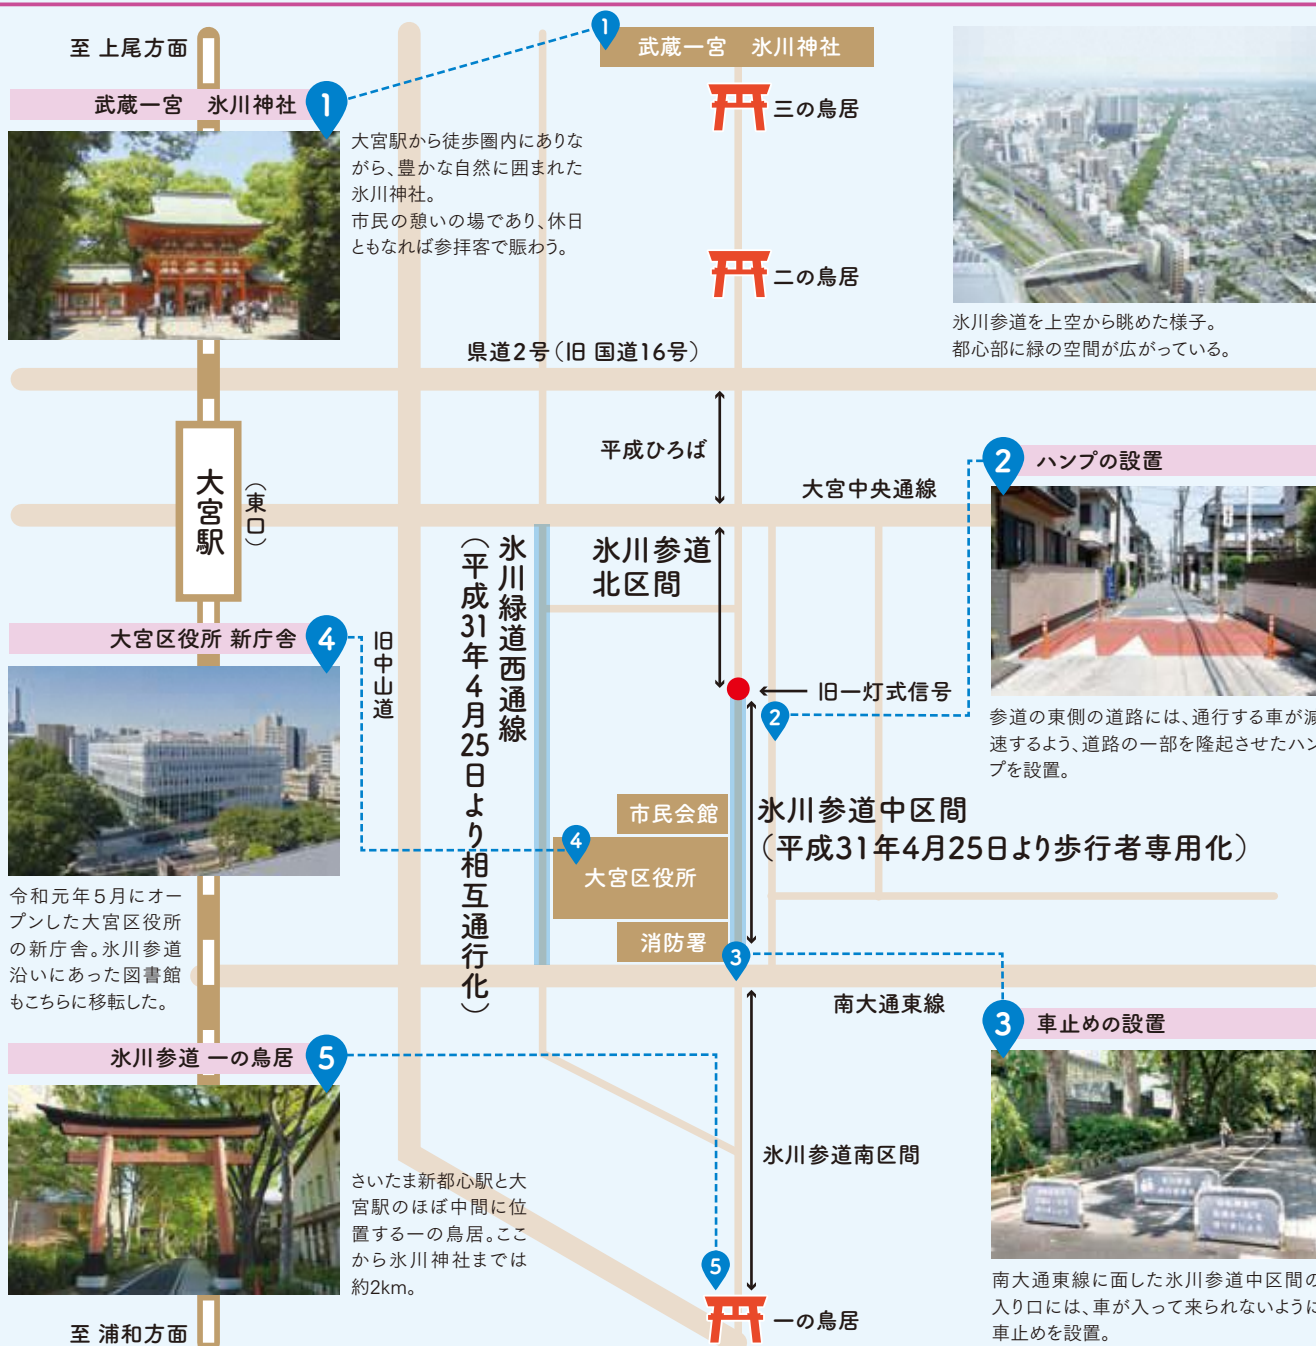 至 上尾方面
武蔵一宮　氷川神社
1
大宮駅から徒歩圏内にありな
がら、豊かな自然に囲まれた
氷川神社。
市民の憩いの場であり、休日
ともなれば参拝客で賑わう。
1
武蔵一宮　氷川神社
三の鳥居
二の鳥居
氷川参道を上空から眺めた様子。
都心部に緑の空間が広がっている。
県道2号（旧 国道16号）
平成ひろば
大宮中央通線
大宮駅
（東口）
氷川参道
北区間
氷川緑道西通線
（平成31年4月25日より相互通行化）
旧中山道
2
ハンプの設置
参道の東側の道路には、通行する車が減
速するよう、道路の一部を隆起させたハン
プを設置。
旧一灯式信号
2
大宮区役所 新庁舎
4
令和元年5月にオー
プンした大宮区役所
の新庁舎。氷川参道
沿いにあった図書館
もこちらに移転した。
市民会館
4
大宮区役所
消防署
3
氷川参道中区間
（平成31年4月25日より歩行者専用化）
南大通東線
3
車止めの設置
南大通東線に面した氷川参道中区間の
入り口には、車が入って来られないように
車止めを設置。
氷川参道 一の鳥居
5
さいたま新都心駅と大
宮駅のほぼ中間に位
置する一の鳥居。ここ
から氷川神社までは
約2km。
氷川参道南区間
5
一の鳥居
至 浦和方面